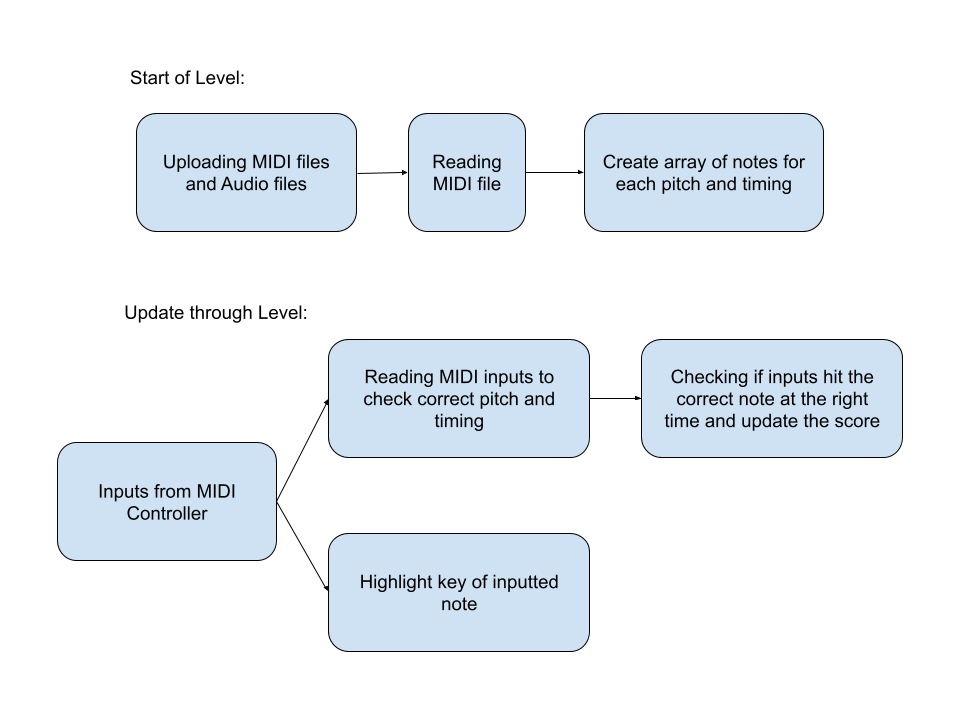 Start of Level:
Uploading MIDI files
and Audio files
Reading
MIDI file
Create array of notes for
each pitch and timing
Update through Level:
Reading MIDI inputs to
check correct pitch and
timing
Checking if inputs hit the
correct note at the right
time and update the score
Inputs from MIDI
Controller
Highlight key of inputted
note